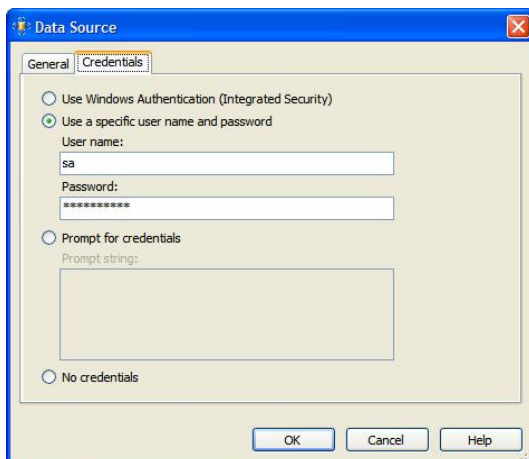 Data Source
General Credentials
Use Windows Authentication (Integrated Security)
Use a specific user name and password
User name:
sa
Password:
**********
Prompt for credentials
Prompt string:
No credentials
OK Cancel Help